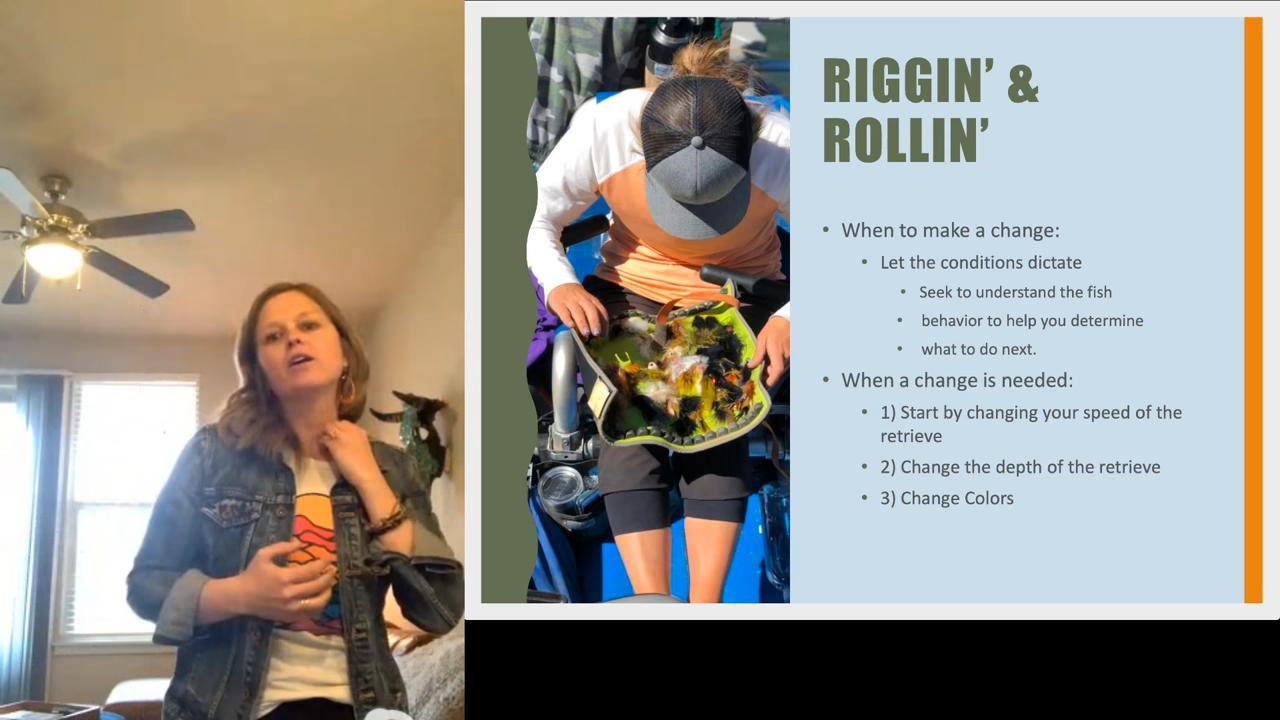 RIGGIN’ &
ROLLIN’
• When to make a change:
• Let the conditions dictate
• Seek to understand the fish
• behavior to help you determine
• what to do next.
• When a change is needed:
• 1) Start by changing your speed of the
retrieve
• 2) Change the depth of the retrieve
• 3) Change Colors